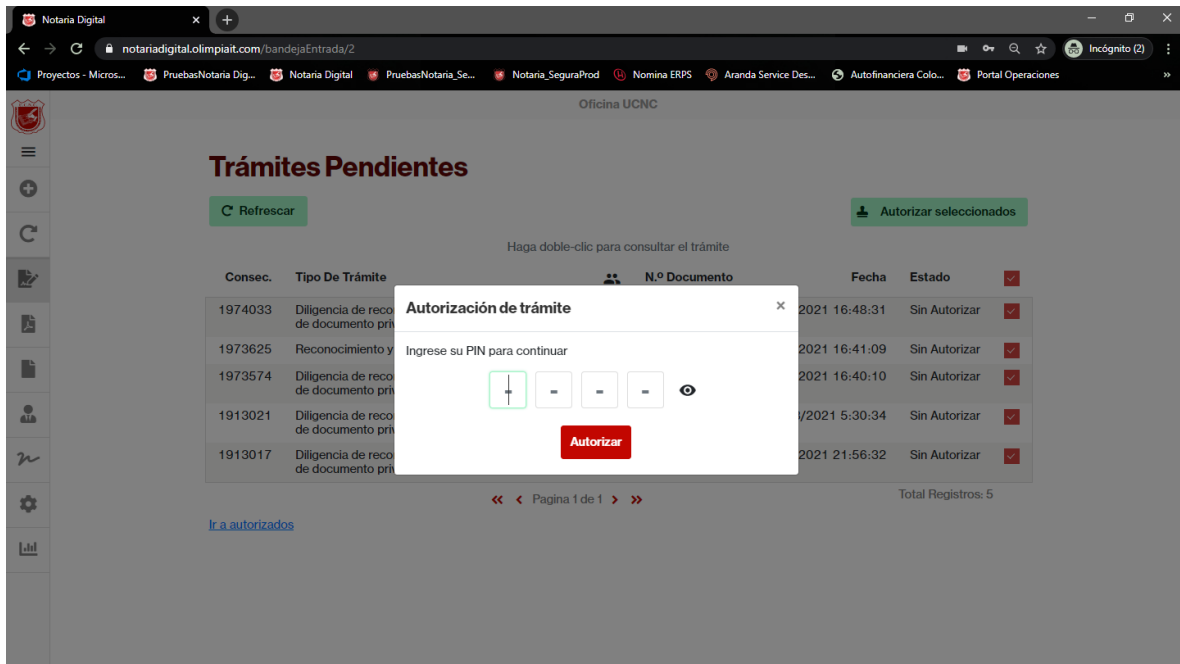 Notaria Digital
notariadigital.olimpiait.com/bandejaEntrada/2
Incógnito (2)
Proyectos - Micros...
PruebasNotaria Dig...
Notaria Digital
PruebasNotaria_Se...
Notaria_SeguraProd
Nomina ERPS
Aranda Service Des...
Autofinanciera Colo...
Portal Operaciones
Oficina UCNC
Trámites Pendientes
Refrescar
Autorizar seleccionados
Haga doble-clic para consultar el trámite
Consec. Tipo De Trámite N.º Documento Fecha Estado
1974033 Diligencia de reco /2021 16:48:31 Sin Autorizar
de documento priv
1973625 Reconocimiento y 2021 16:41:09 Sin Autorizar
1973574 Diligencia de reco 2021 16:40:10 Sin Autorizar
de documento priv
1913021 Diligencia de reco /2021 5:30:34 Sin Autorizar
de documento priv
1913017 Diligencia de reco 2021 21:56:32 Sin Autorizar
de documento priv
Autorización de trámite ×
Ingrese su PIN para continuar
- - - -
Autorizar
Pagina 1 de 1
Total Registros: 5
Ir a autorizados